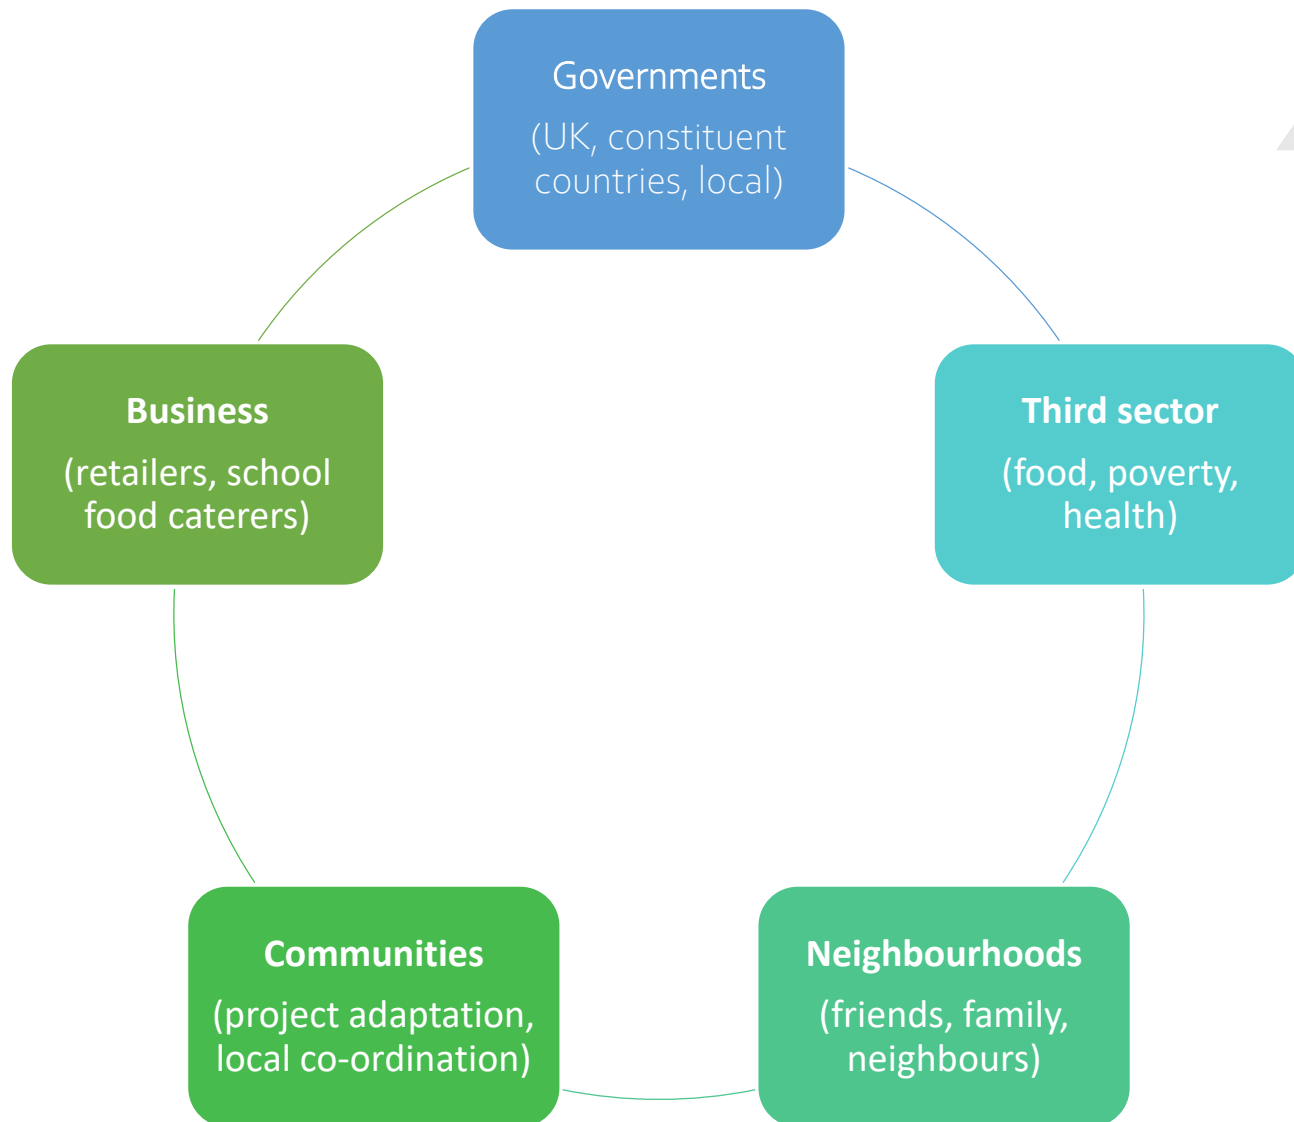 Governments
(UK, constituent
countries, local)
Business
(retailers, school
food caterers)
Third sector
(food, poverty,
health)
Communities
(project adaptation,
local co-ordination)
Neighbourhoods
(friends, family,
neighbours)